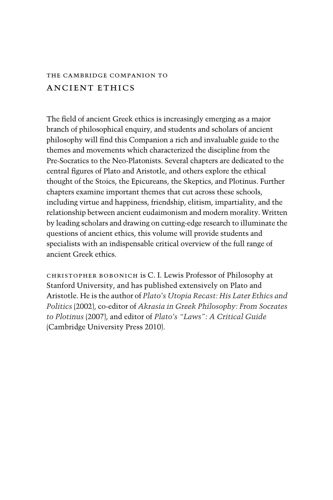 THE CAMBRIDGE COMPANION TO
ANCIENT ETHICS
The field of ancient Greek ethics is increasingly emerging as a major
branch of philosophical enquiry, and students and scholars of ancient
philosophy will find this Companion a rich and invaluable guide to the
themes and movements which characterized the discipline from the
Pre-Socratics to the Neo-Platonists. Several chapters are dedicated to the
central figures of Plato and Aristotle, and others explore the ethical
thought of the Stoics, the Epicureans, the Skeptics, and Plotinus. Further
chapters examine important themes that cut across these schools,
including virtue and happiness, friendship, elitism, impartiality, and the
relationship between ancient eudaimonism and modern morality. Written
by leading scholars and drawing on cutting-edge research to illuminate the
questions of ancient ethics, this volume will provide students and
specialists with an indispensable critical overview of the full range of
ancient Greek ethics.
CHRISTOPHER BOBONICH is C. I. Lewis Professor of Philosophy at
Stanford University, and has published extensively on Plato and
Aristotle. He is the author of Plato's Utopia Recast: His Later Ethics and
Politics (2002), co-editor of Akrasia in Greek Philosophy: From Socrates
to Plotinus (2007), and editor of Plato's "Laws": A Critical Guide
(Cambridge University Press 2010).